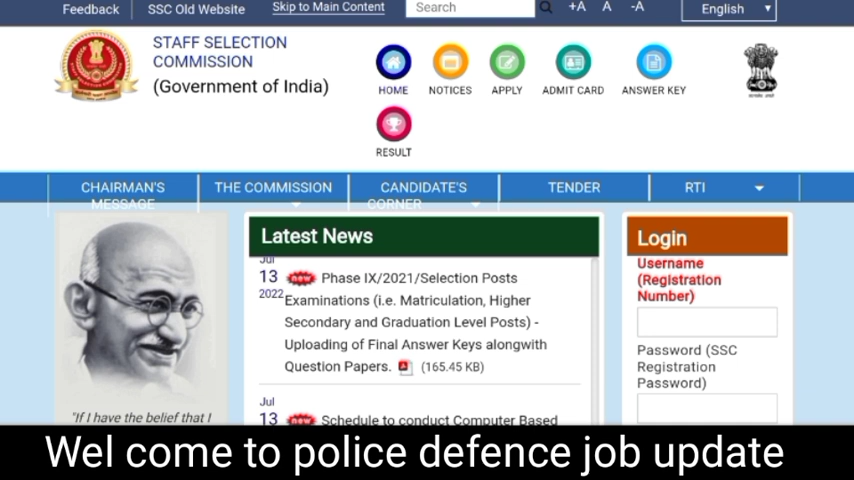 Feedback
SSC Old Website
Skip to Main Content
Search
+A
A
-A
English
STAFF SELECTION
COMMISSION
(Government of India)
HOME
NOTICES
APPLY
ADMIT CARD
ANSWER KEY
RESULT
CHAIRMAN'S
MESSAGE
THE COMMISSION
CANDIDATE'S
CORNER
TENDER
RTI
"If I have the belief that I
Latest News
Jul
13
2022
new Phase IX/2021/Selection Posts
Examinations (i.e. Matriculation, Higher
Secondary and Graduation Level Posts) -
Uploading of Final Answer Keys alongwith
Question Papers. (165.45 KB)
Jul
13
new Schedule to conduct Computer Based
Login
Username
(Registration
Number)
Password (SSC
Registration
Password)
Wel come to police defence job update